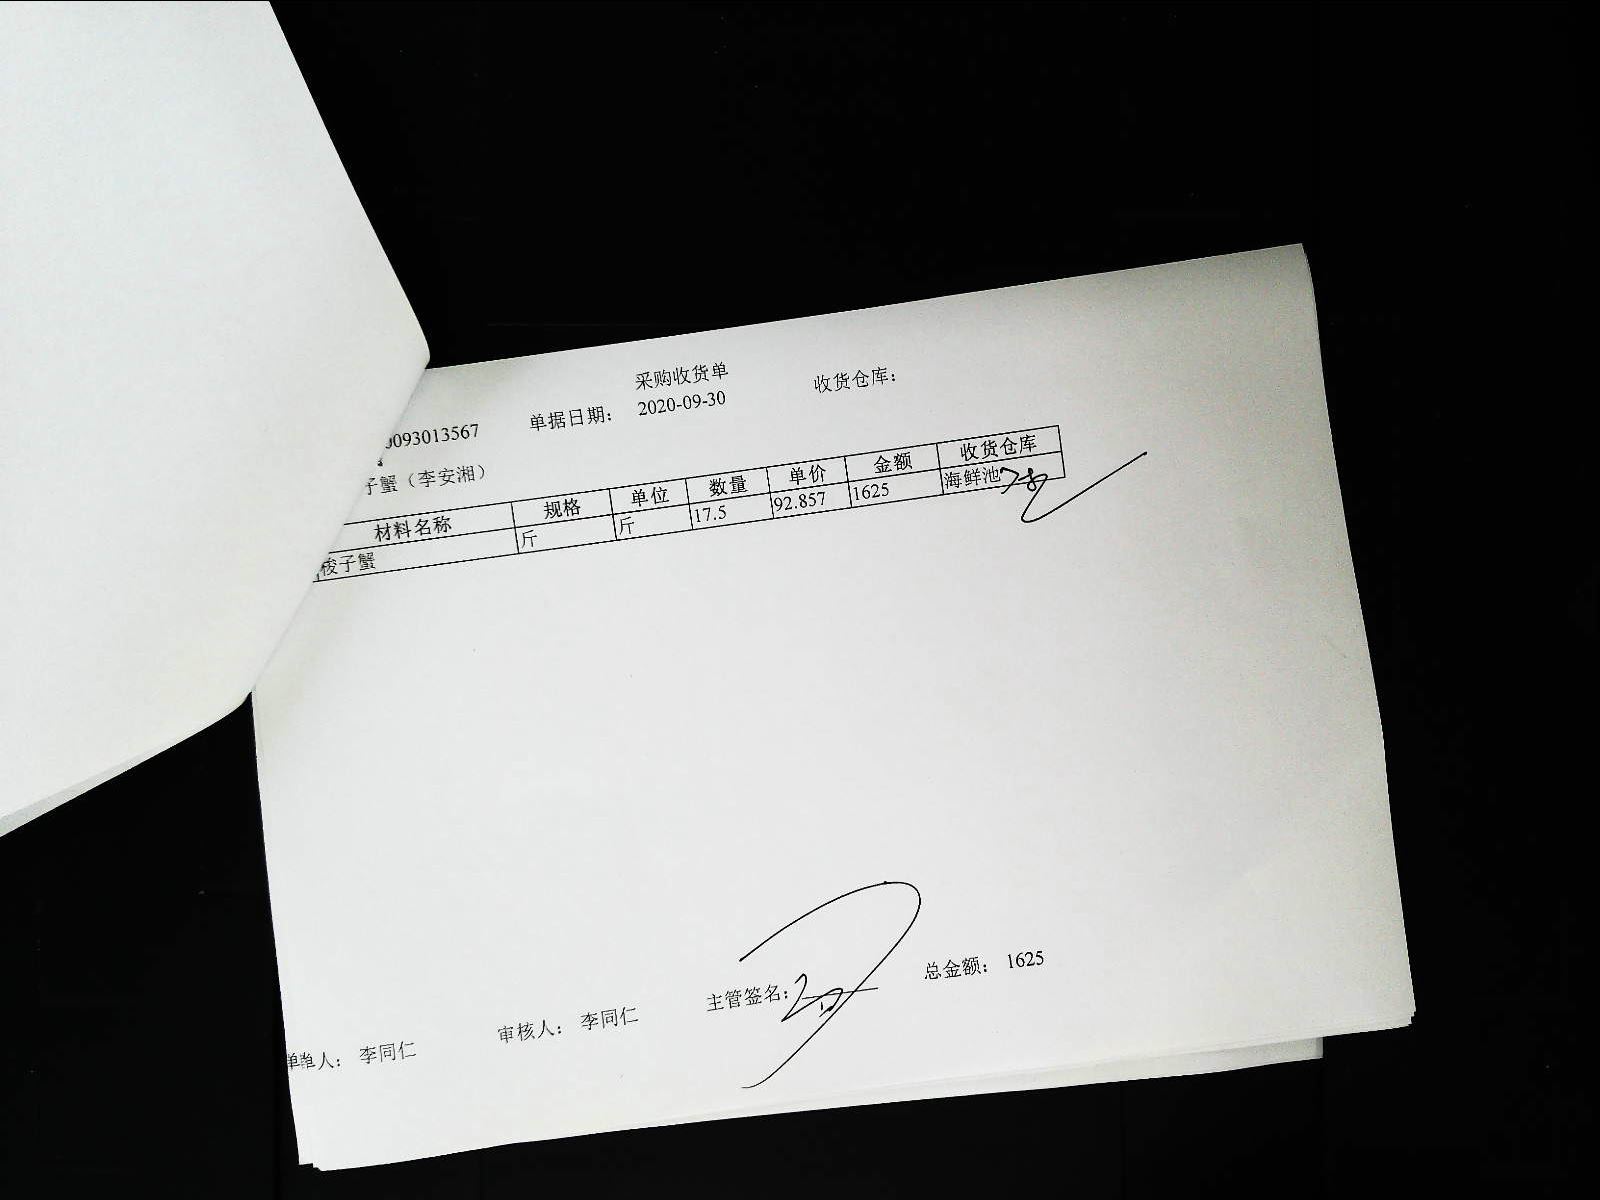 采购收货单
0093013567 单据日期： 2020-09-30 收货仓库：
子蟹（李安湘）
材料名称 规格 单位 数量 单价 金额 收货仓库
梭子蟹 斤 斤 17.5 92.857 1625 海鲜池
单人： 李同仁 审核人： 李同仁 主管签名： 总金额： 1625